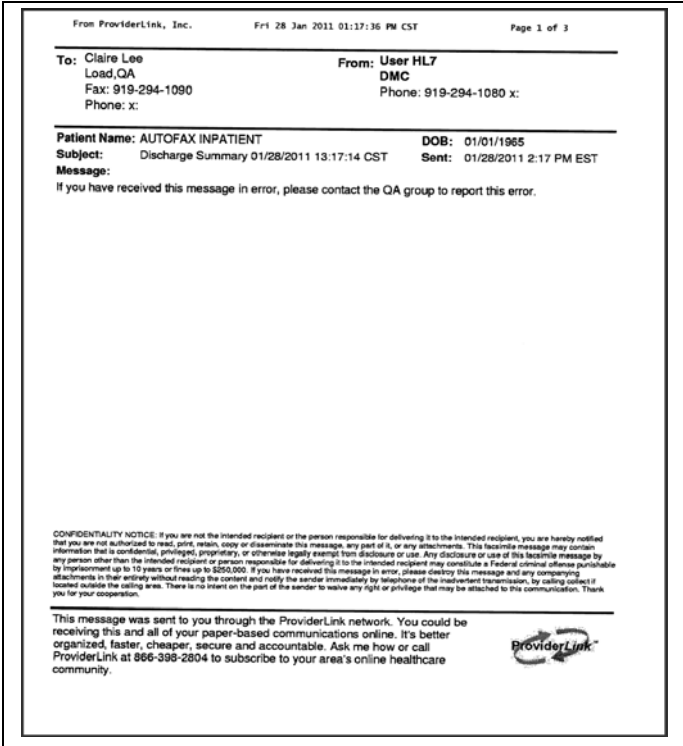 From ProviderLink, Inc. Fri 28 Jan 2011 01:17:36 PM CST Page 1 of 3
To: Claire Lee
Load,QA
Fax: 919-294-1090
Phone: x:
From: User HL7
DMC
Phone: 919-294-1080 x:
Patient Name: AUTOFAX INPATIENT DOB: 01/01/1965
Subject: Discharge Summary 01/28/2011 13:17:14 CST Sent: 01/28/2011 2:17 PM EST
Message:
If you have received this message in error, please contact the QA group to report this error.
CONFIDENTIALITY NOTICE: If you are not the intended recipient or the person responsible for delivering it to the intended recipient, you are hereby notified
that you are not authorized to read, print, retain, copy or disseminate this message, any part of it, or any attachments. This facsimile message may contain
information that is confidential, privileged, proprietary, or otherwise legally exempt from disclosure or use. Any disclosure or use of this facsimile message by
any person other than the intended recipient or person responsible for delivering it to the intended recipient may constitute a Federal criminal offense punishable
by imprisonment up to 10 years or fines up to $250,000. If you have received this message in error, please destroy this message and any accompanying
attachments in their entirety without reading the content and notify the sender immediately by telephone of the inadvertent transmission, by calling collect if
located outside the calling area. There is no intent on the part of the sender to waive any right or privilege that may be attached to this communication. Thank
you for your cooperation.
This message was sent to you through the ProviderLink network. You could be
receiving this and all of your paper-based communications online. It's better
organized, faster, cheaper, secure and accountable. Ask me how or call
ProviderLink at 866-398-2804 to subscribe to your area's online healthcare
community.
ProviderLink™